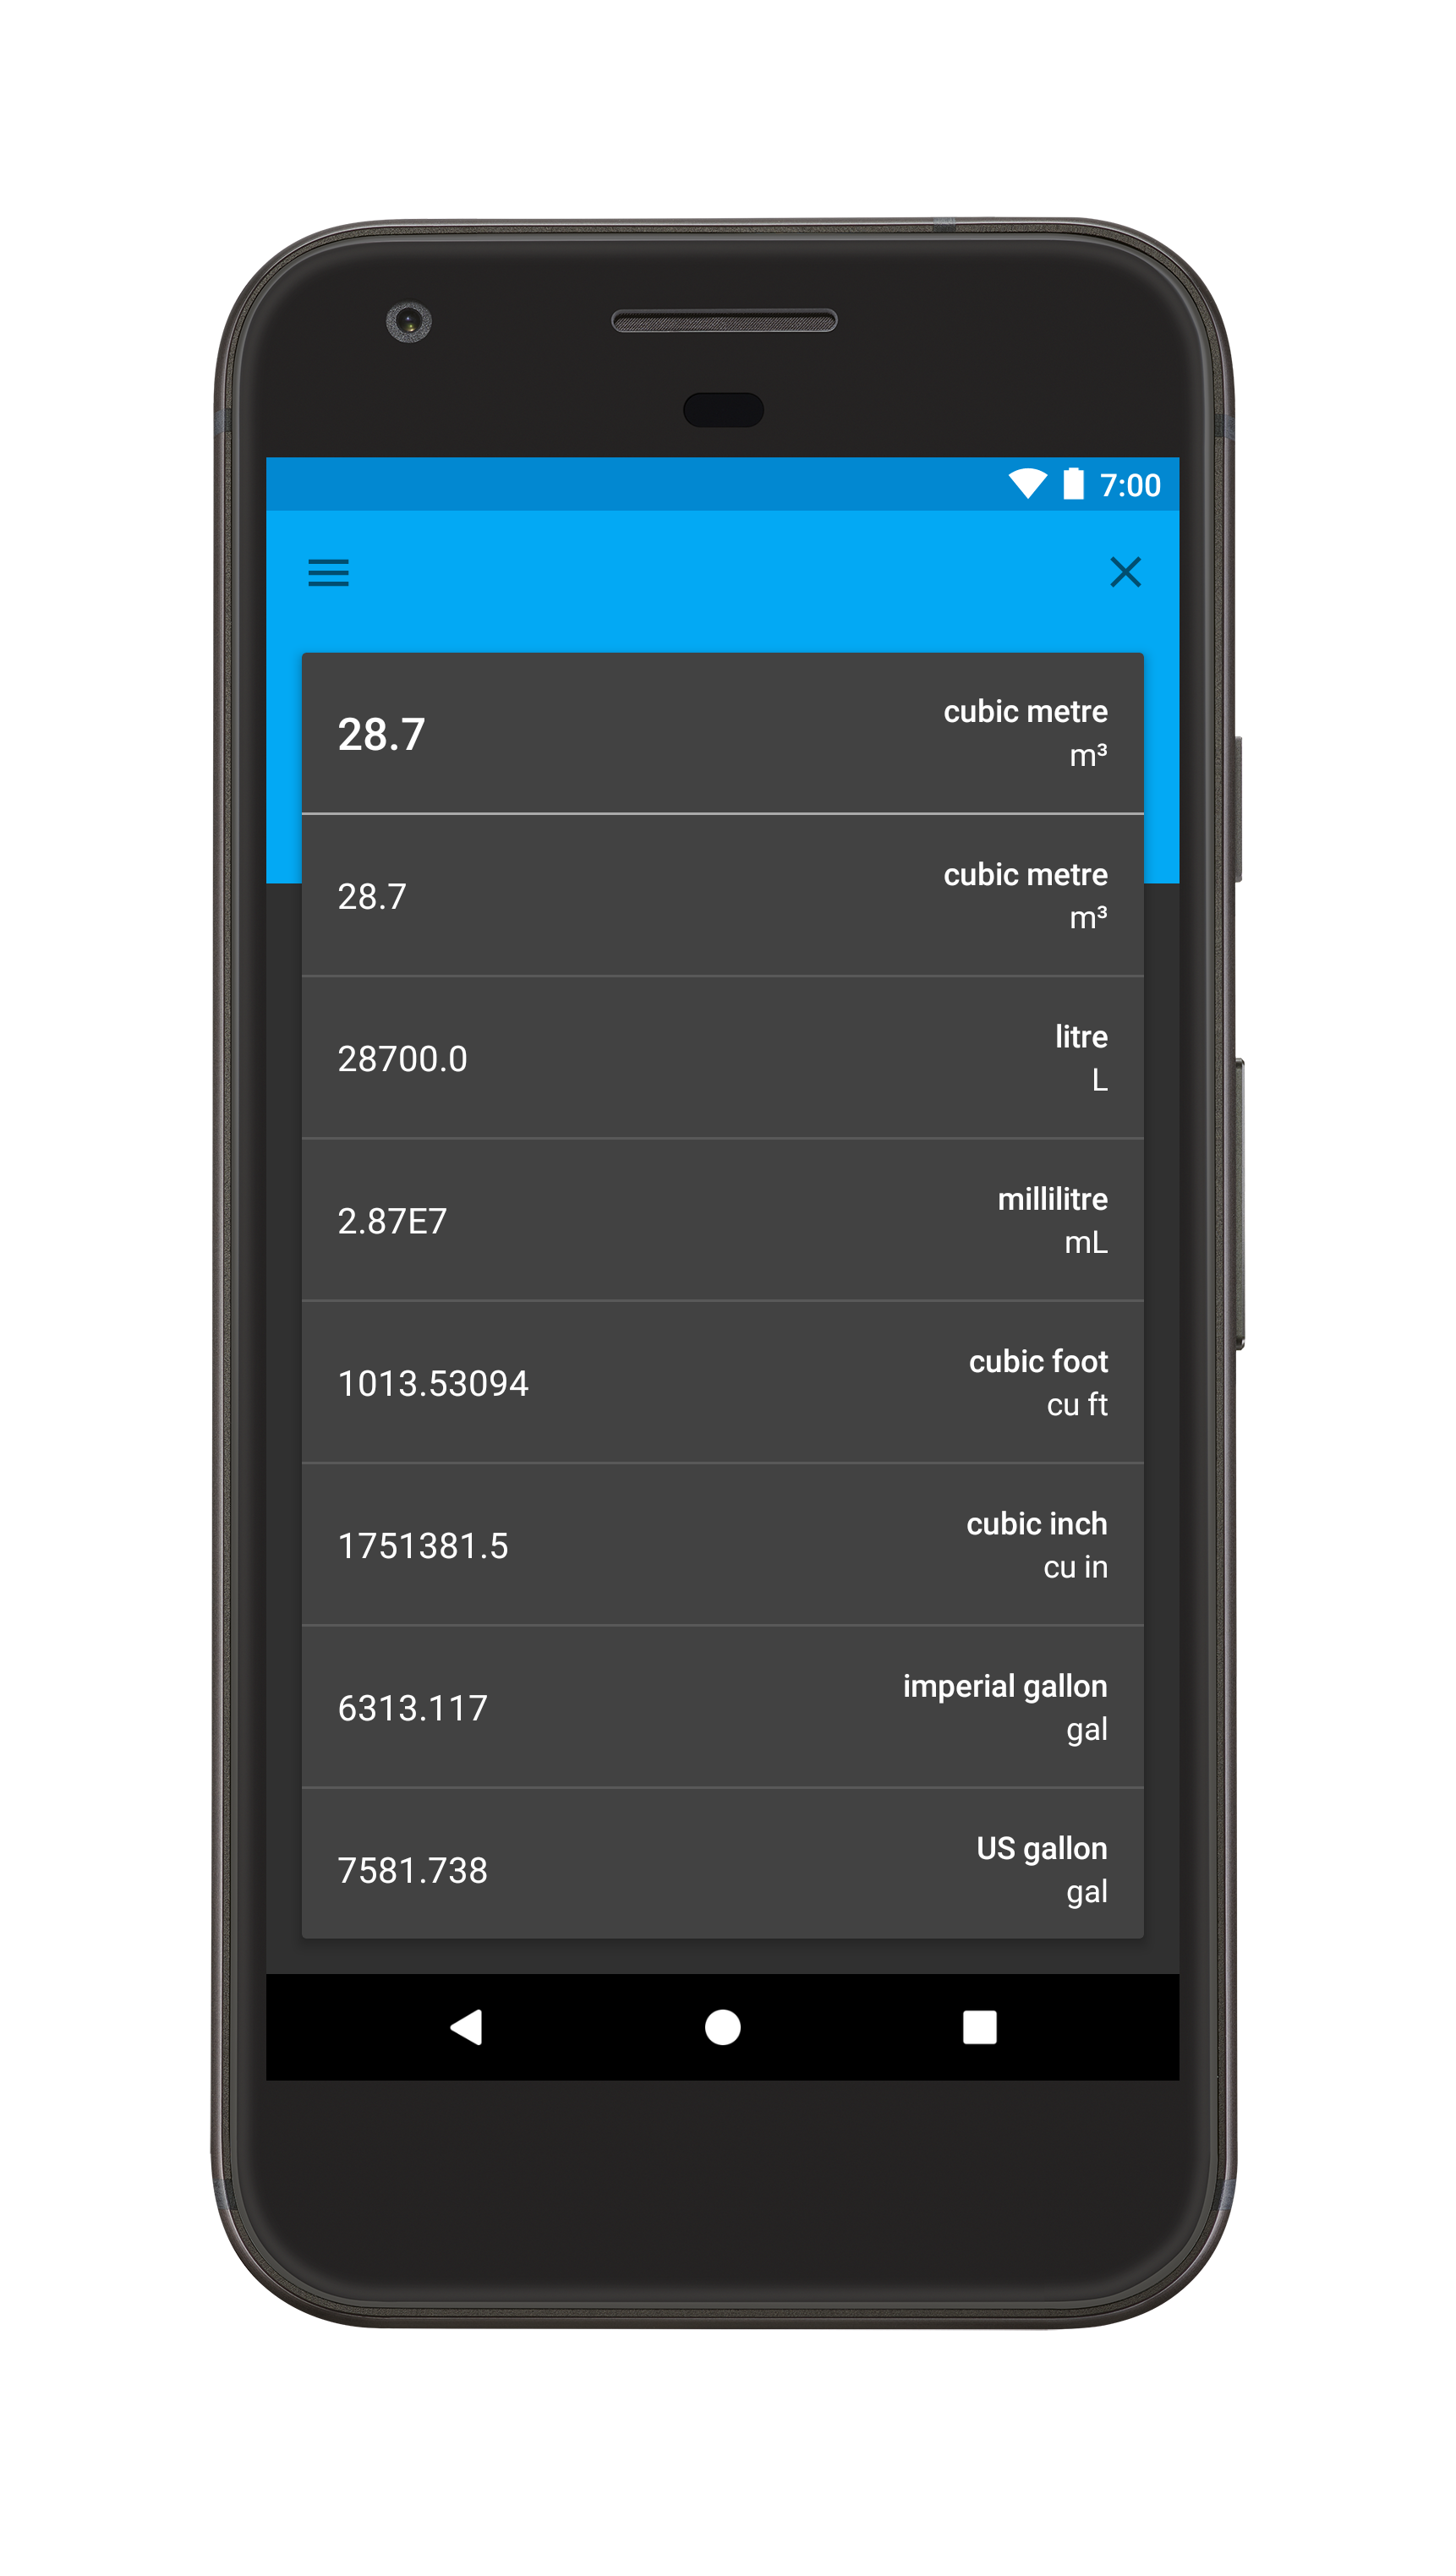 7:00
28.7
cubic metre
m³
28.7
cubic metre
m³
28700.0
litre
L
2.87E7
millilitre
mL
1013.53094
cubic foot
cu ft
1751381.5
cubic inch
cu in
6313.117
imperial gallon
gal
7581.738
US gallon
gal